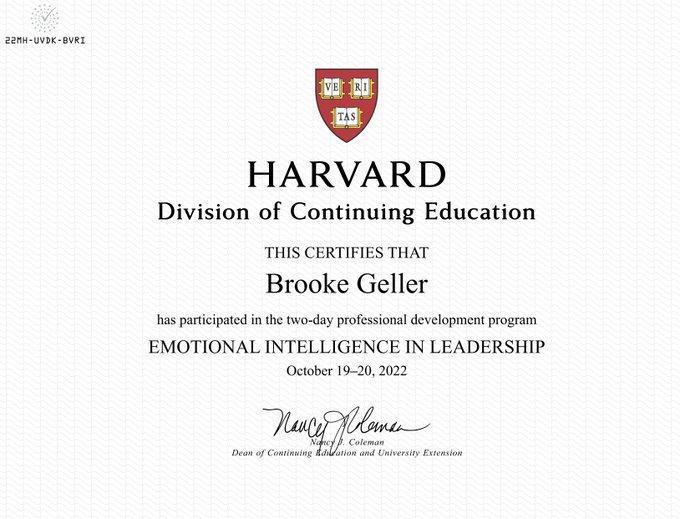 22MH-UVDK-BVRI
VE RI
TAS
HARVARD
Division of Continuing Education
THIS CERTIFIES THAT
Brooke Geller
has participated in the two-day professional development program
EMOTIONAL INTELLIGENCE IN LEADERSHIP
October 19–20, 2022
Nancy J Coleman
Nancy J. Coleman
Dean of Continuing Education and University Extension